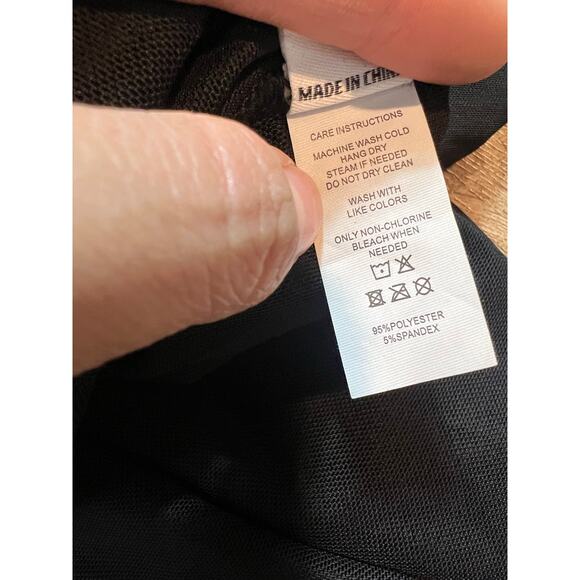 MADE IN CHINA
CARE INSTRUCTIONS
MACHINE WASH COLD
HANG DRY
STEAM IF NEEDED
DO NOT DRY CLEAN
WASH WITH
LIKE COLORS
ONLY NON-CHLORINE
BLEACH WHEN
NEEDED
95%POLYESTER
5%SPANDEX